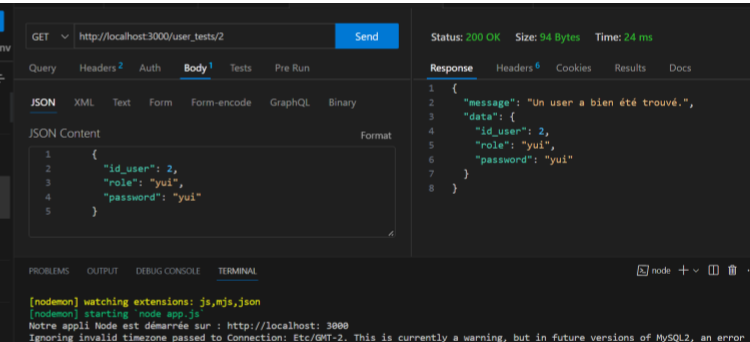 GET http://localhost:3000/user_tests/2 Send
Status: 200 OK Size: 94 Bytes Time: 24 ms
nv
Query Headers 2 Auth Body 1 Tests Pre Run
Response Headers 6 Cookies Results Docs
JSON XML Text Form Form-encode GraphQL Binary
JSON Content Format
1 {
2 "id_user": 2,
3 "role": "yui",
4 "password": "yui"
5 }
1 {
2 "message": "Un user a bien été trouvé.",
3 "data": {
4 "id_user": 2,
5 "role": "yui",
6 "password": "yui"
7 }
8 }
PROBLEMS OUTPUT DEBUG CONSOLE TERMINAL node
[nodemon] watching extensions: js,mjs,json
[nodemon] starting `node app.js`
Notre appli Node est démarrée sur : http://localhost: 3000
Ignoring invalid timezone passed to Connection: Etc/GMT-2. This is currently a warning, but in future versions of MySQL2, an error